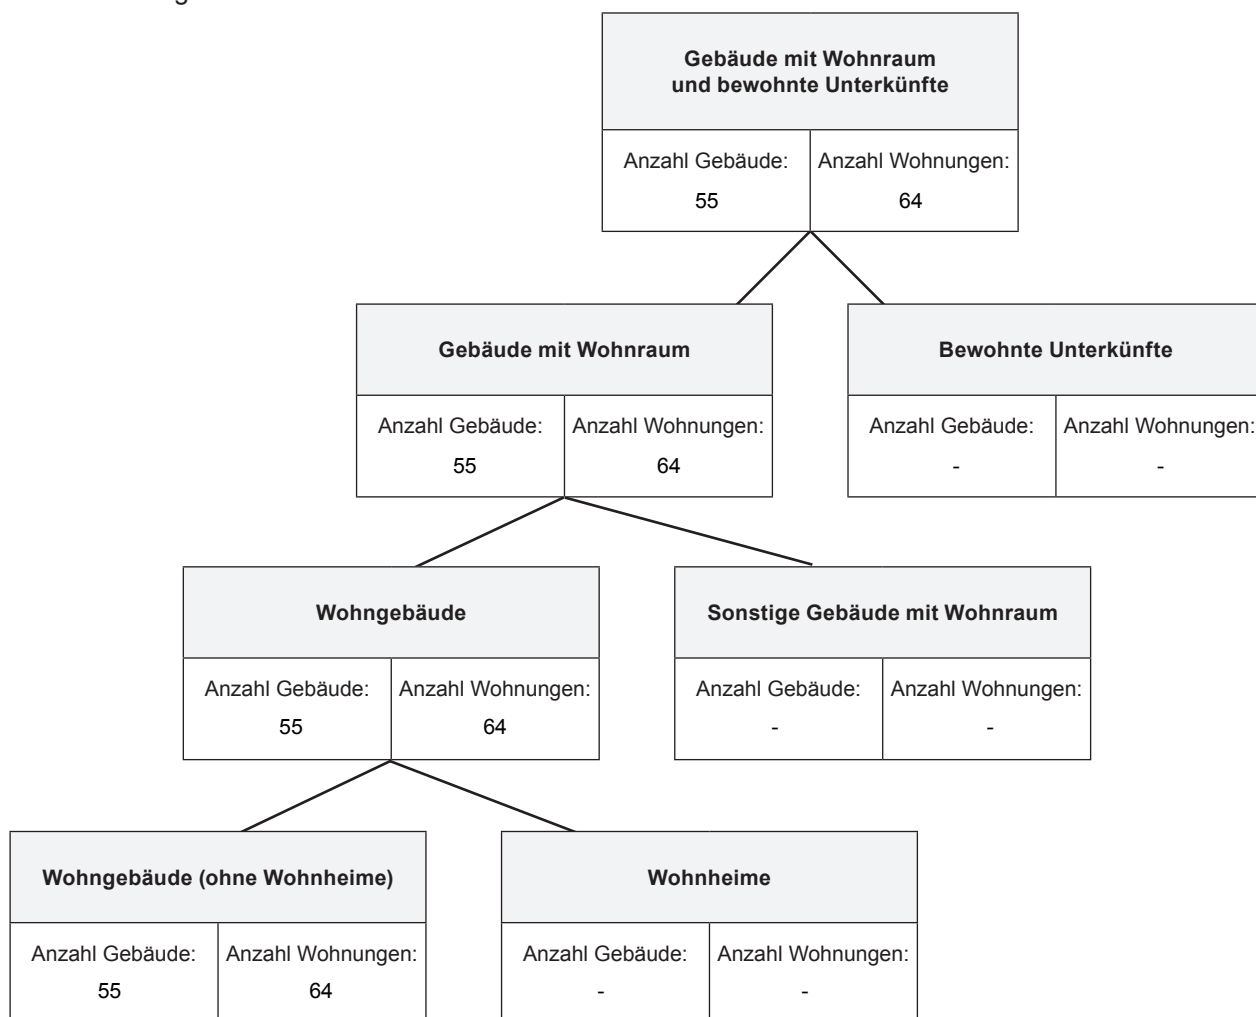 Gebäude mit Wohnraum
und bewohnte Unterkünfte
Anzahl Gebäude: Anzahl Wohnungen:
55 64
Gebäude mit Wohnraum
Anzahl Gebäude: Anzahl Wohnungen:
55 64
Bewohnte Unterkünfte
Anzahl Gebäude: Anzahl Wohnungen:
- -
Wohngebäude
Anzahl Gebäude: Anzahl Wohnungen:
55 64
Sonstige Gebäude mit Wohnraum
Anzahl Gebäude: Anzahl Wohnungen:
- -
Wohngebäude (ohne Wohnheime)
Anzahl Gebäude: Anzahl Wohnungen:
55 64
Wohnheime
Anzahl Gebäude: Anzahl Wohnungen:
- -